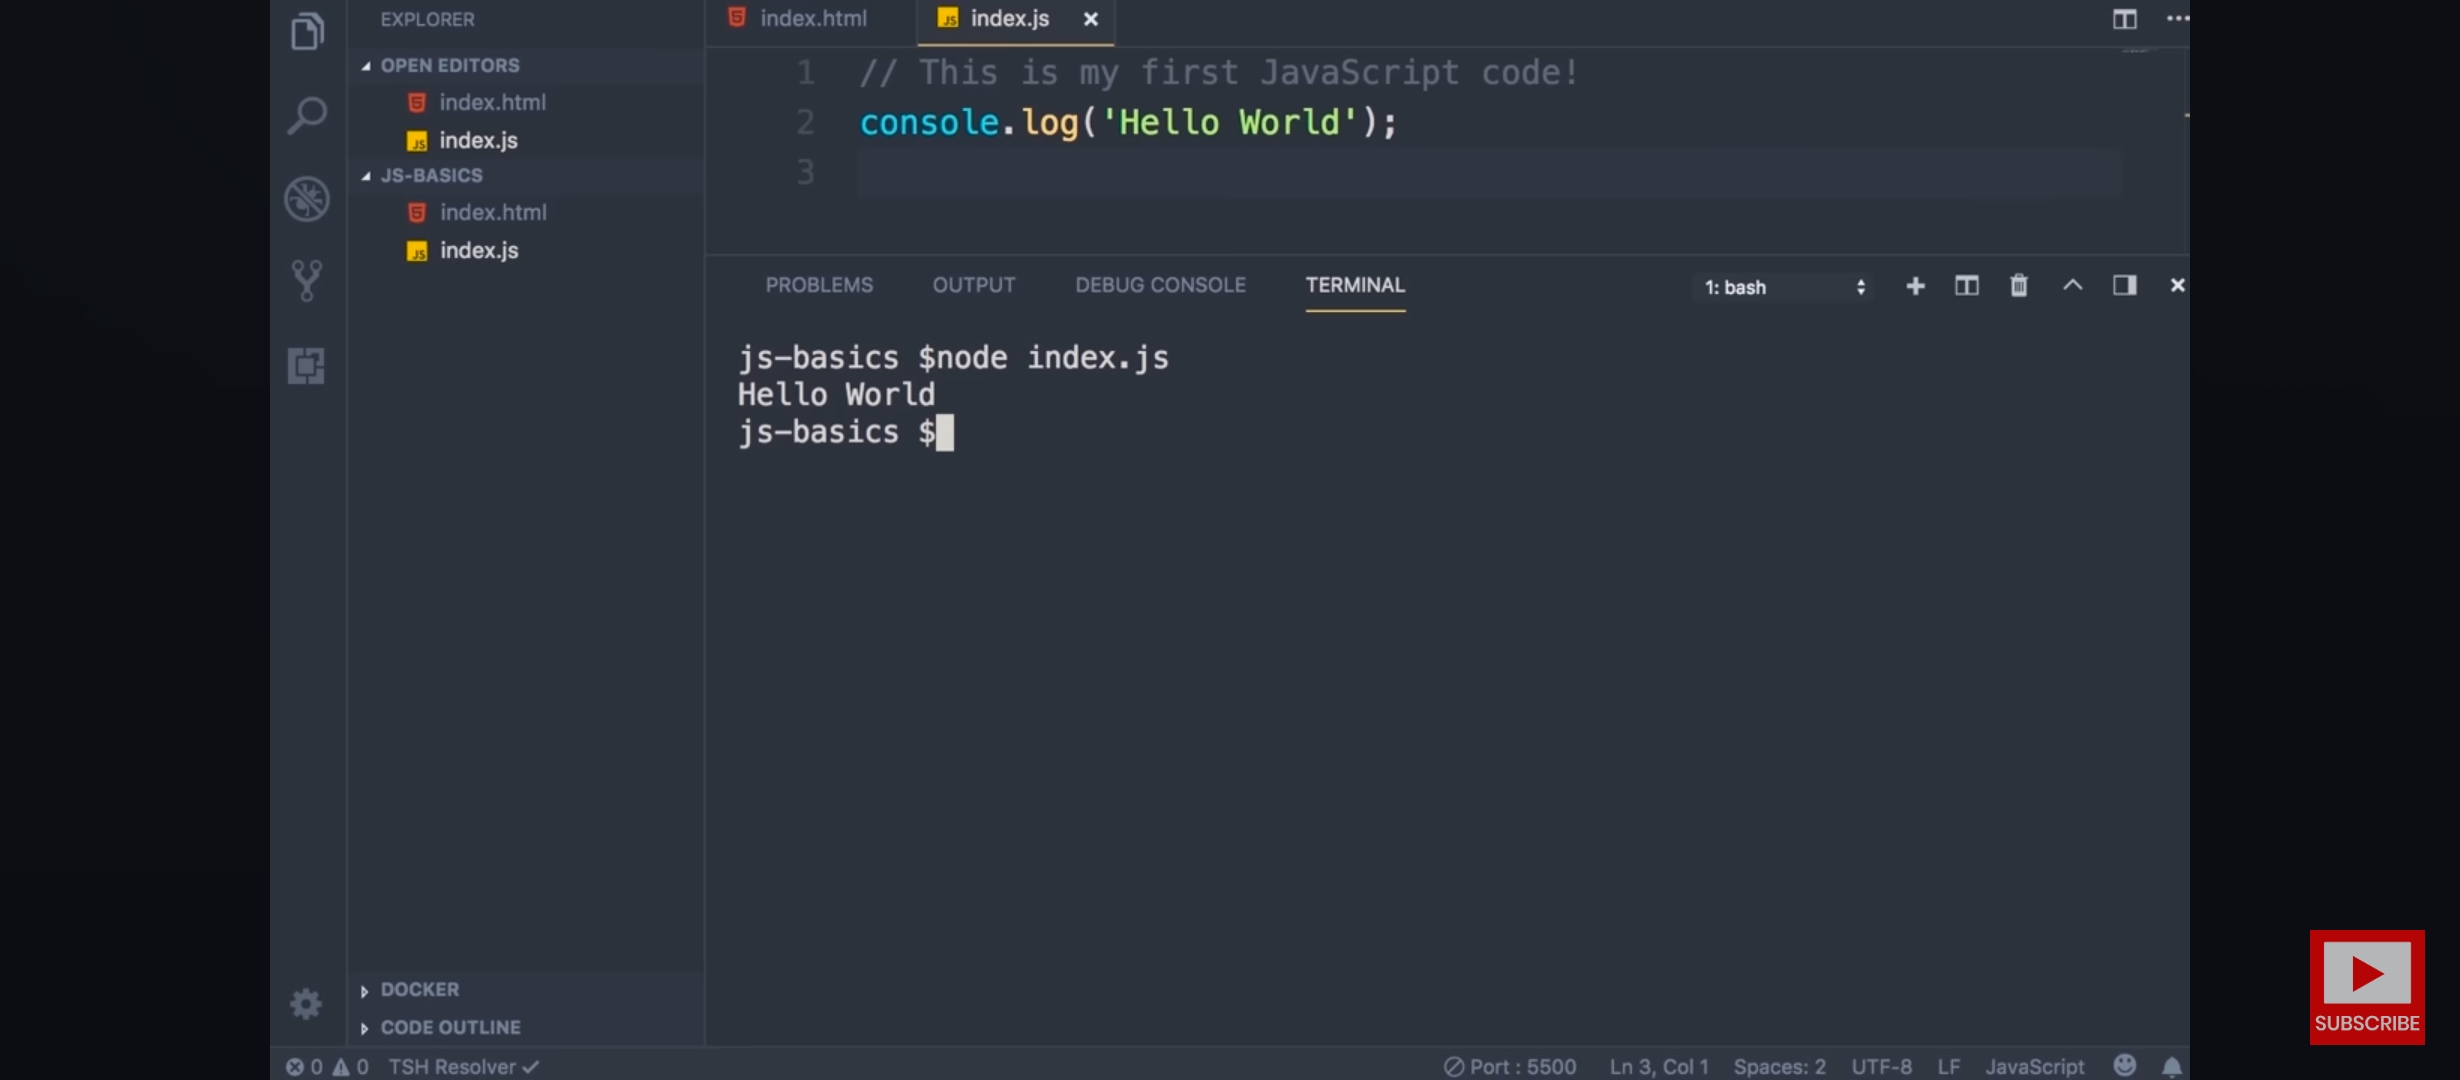 EXPLORER
OPEN EDITORS
index.html
index.js
JS-BASICS
index.html
index.js
DOCKER
CODE OUTLINE
index.html
index.js
1 // This is my first JavaScript code!
2 console.log('Hello World');
3
PROBLEMS OUTPUT DEBUG CONSOLE TERMINAL 1: bash
js-basics $node index.js
Hello World
js-basics $
0 0 TSH Resolver Port : 5500 Ln 3, Col 1 Spaces: 2 UTF-8 LF JavaScript
SUBSCRIBE